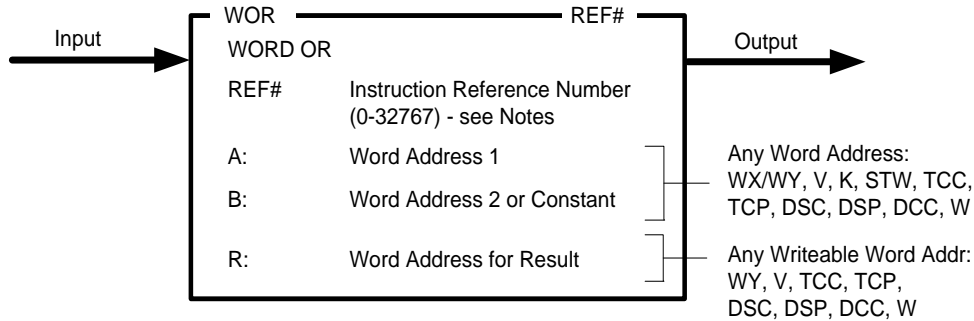 WOR REF#
Input
WORD OR
Output
REF# Instruction Reference Number
(0-32767) - see Notes
A: Word Address 1
B: Word Address 2 or Constant
Any Word Address:
WX/WY, V, K, STW, TCC,
TCP, DSC, DSP, DCC, W
R: Word Address for Result
Any Writeable Word Addr:
WY, V, TCC, TCP,
DSC, DSP, DCC, W